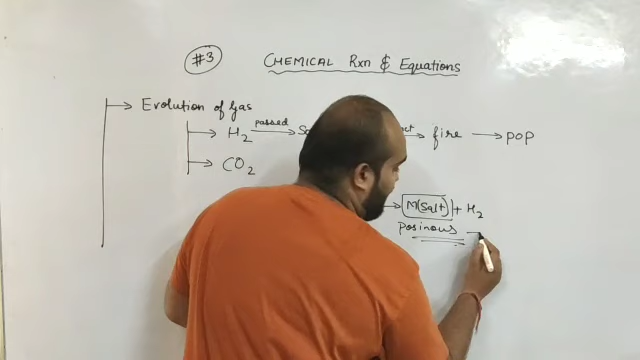 #3 CHEMICAL Rxn & Equations
Evolution of gas
H2 passed fire pop
CO2
M(Salt) + H2
posinous